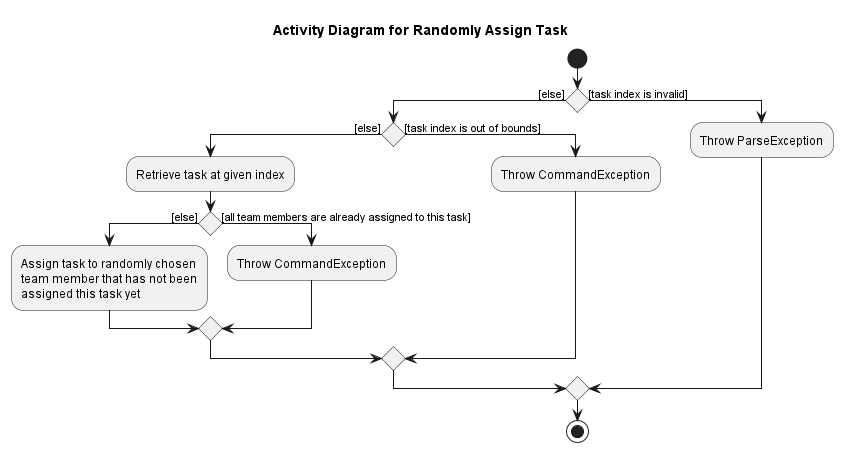 Activity Diagram for Randomly Assign Task
[else]
[task index is invalid]
[else]
[task index is out of bounds]
Throw ParseException
Retrieve task at given index
Throw CommandException
[else]
[all team members are already assigned to this task]
Assign task to randomly chosen
team member that has not been
assigned this task yet
Throw CommandException